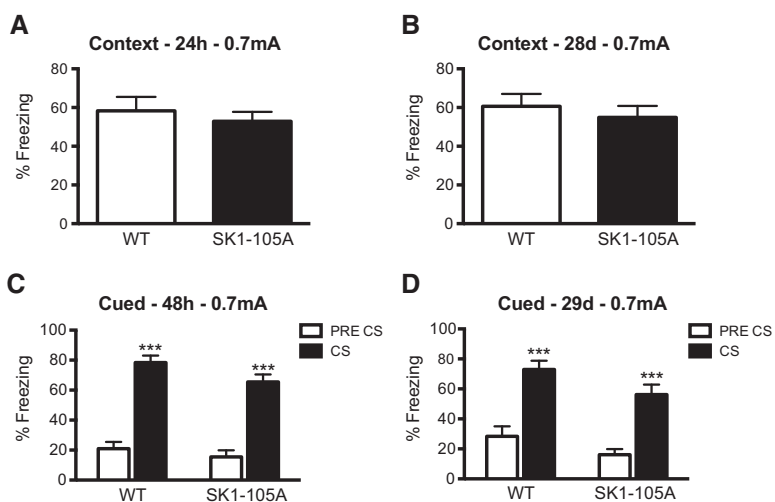 A
Context - 24h - 0.7mA
80
60
40
20
0
% Freezing
WT SK1-105A
B
Context - 28d - 0.7mA
80
60
40
20
0
% Freezing
WT SK1-105A
C
Cued - 48h - 0.7mA
100
80
60
40
20
0
% Freezing
***
***
PRE CS
CS
WT SK1-105A
D
Cued - 29d - 0.7mA
100
80
60
40
20
0
% Freezing
***
***
PRE CS
CS
WT SK1-105A